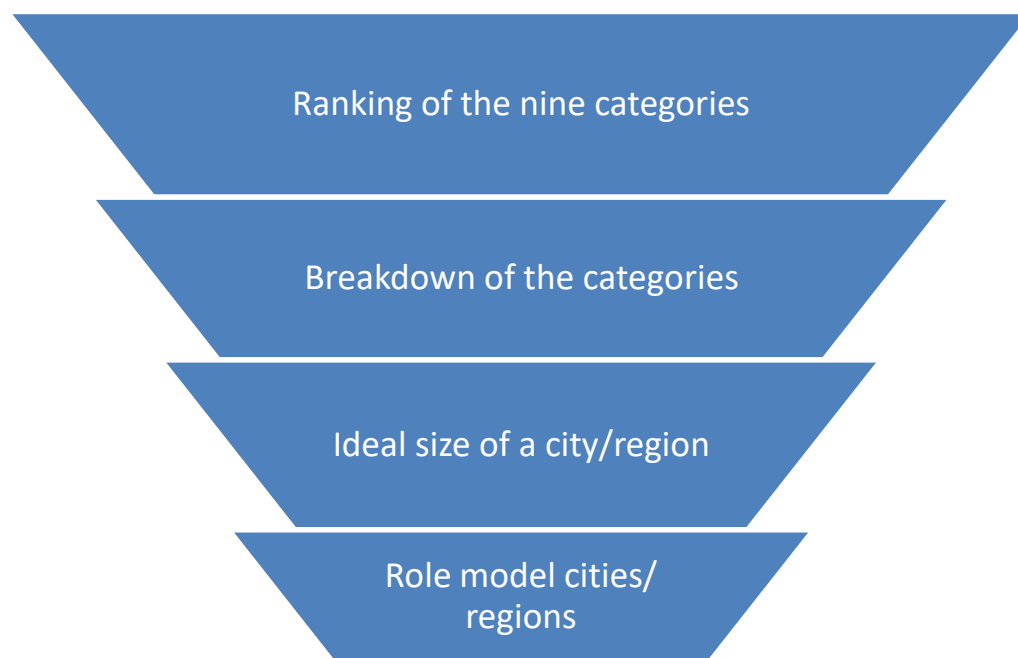 Ranking of the nine categories
Breakdown of the categories
Ideal size of a city/region
Role model cities/
regions